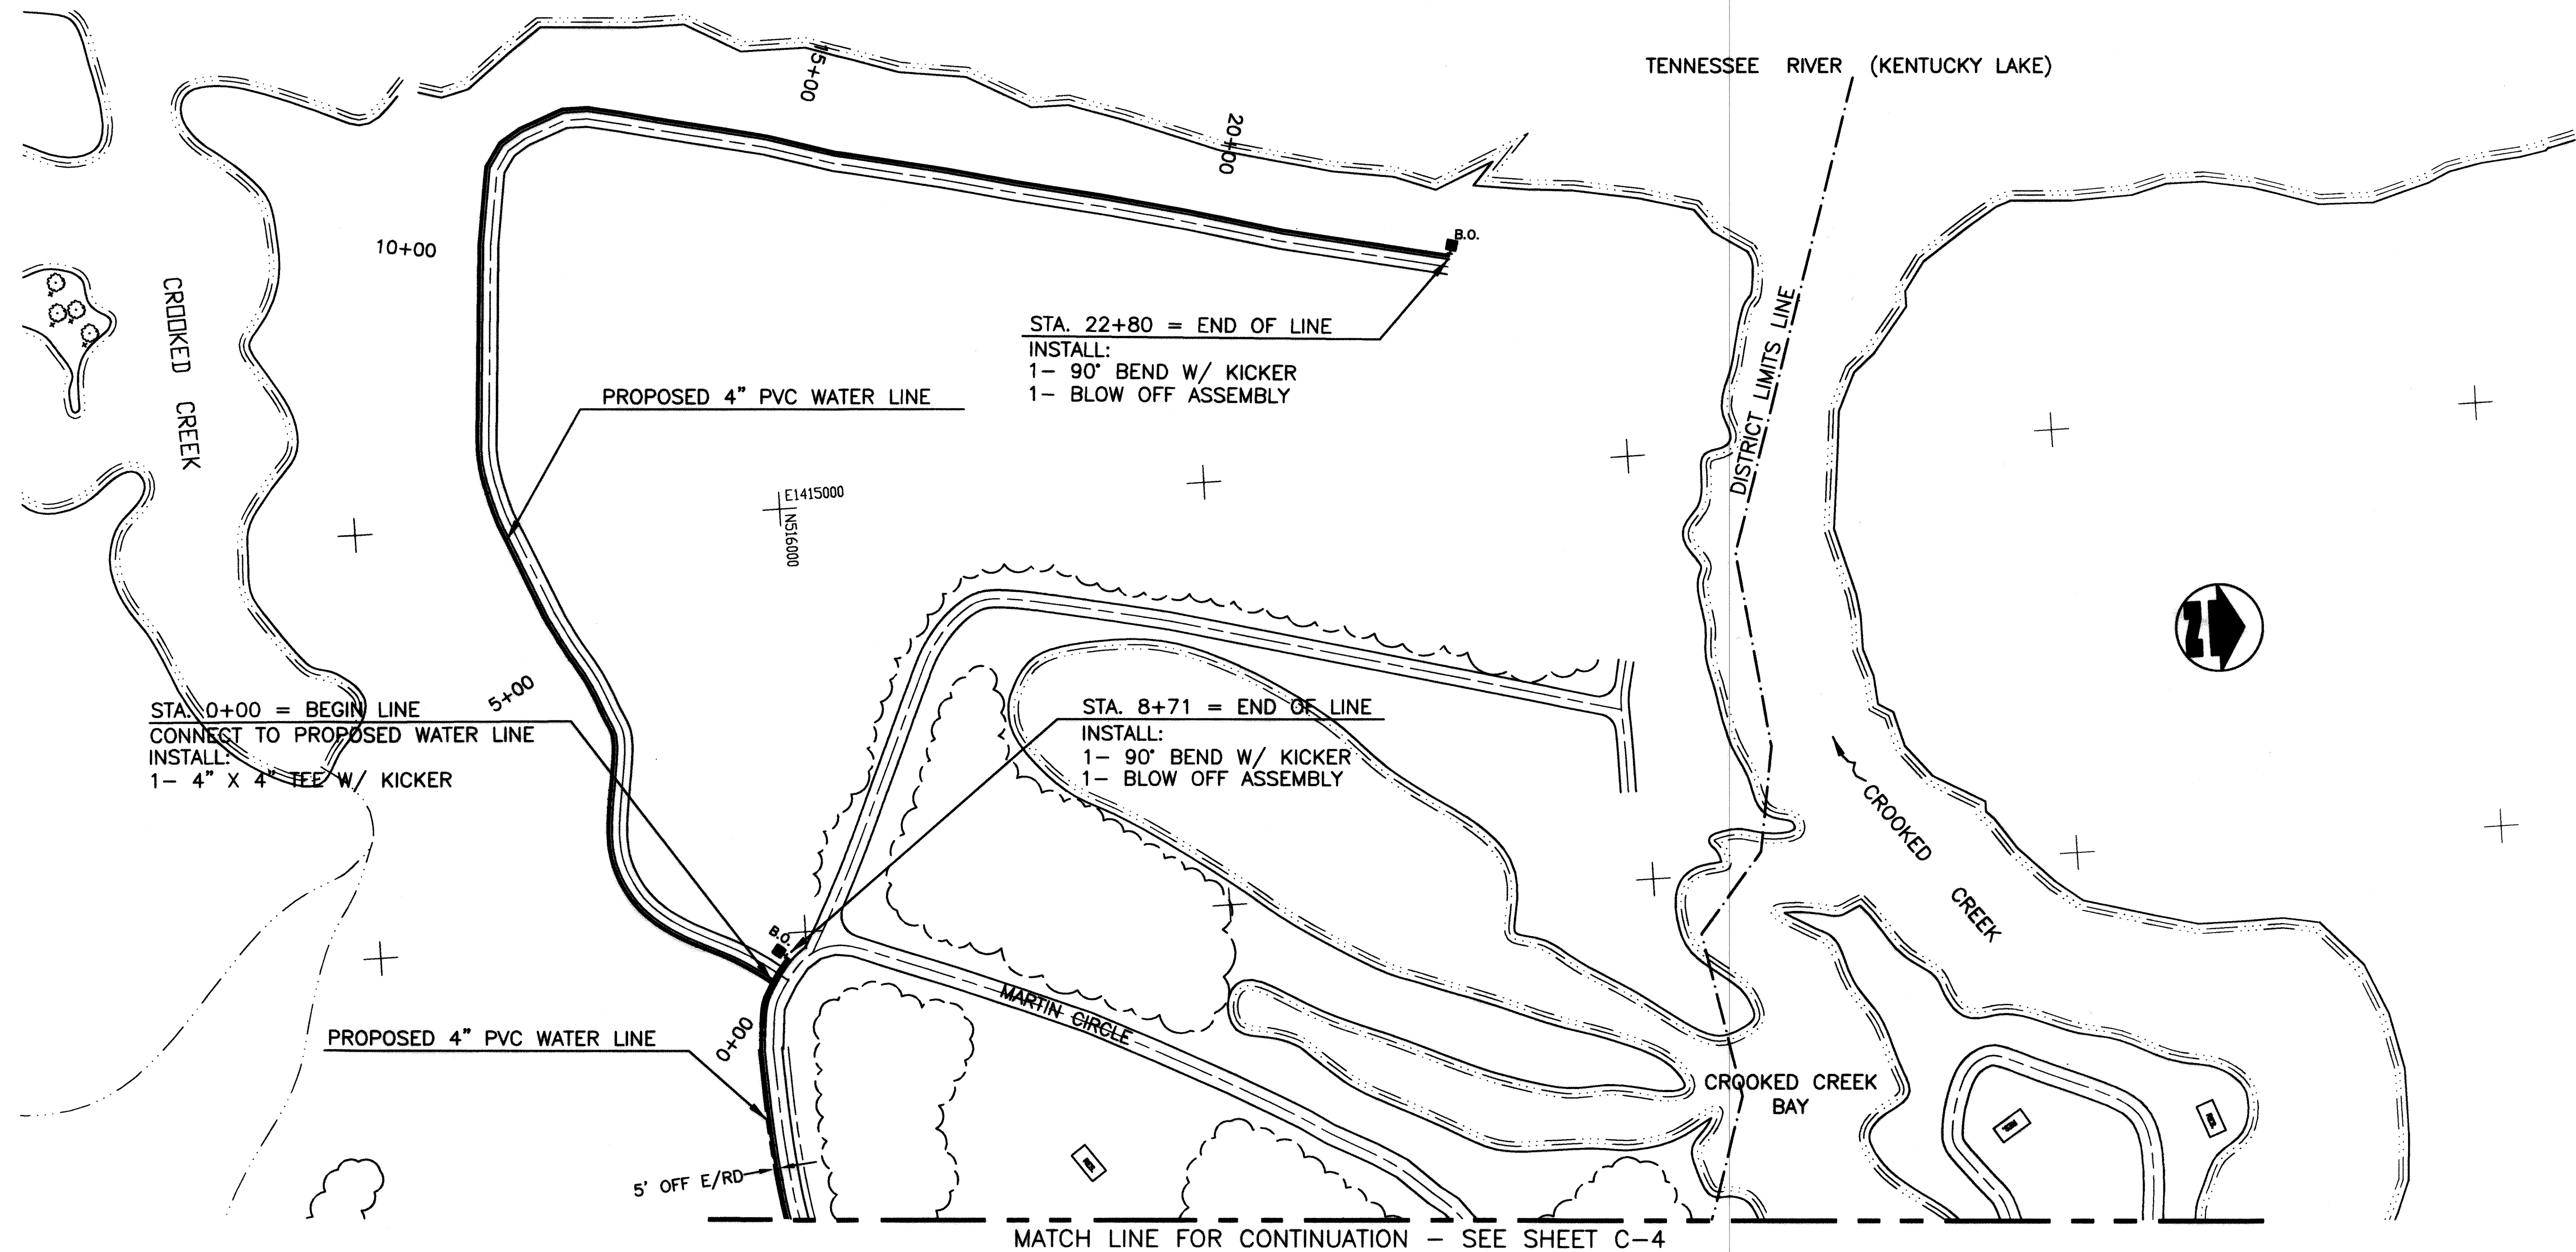 TENNESSEE RIVER (KENTUCKY LAKE)
15+00
20+00
10+00
B.O.
CROOKED CREEK
STA. 22+80 = END OF LINE
INSTALL:
1- 90° BEND W/ KICKER
1- BLOW OFF ASSEMBLY
DISTRICT LIMITS LINE
PROPOSED 4" PVC WATER LINE
E1415000
N516000
N
5+00
STA. 0+00 = BEGIN LINE
CONNECT TO PROPOSED WATER LINE
INSTALL:
1- 4" X 4" TEE W/ KICKER
STA. 8+71 = END OF LINE
INSTALL:
1- 90° BEND W/ KICKER
1- BLOW OFF ASSEMBLY
CROOKED CREEK
B.O.
MARTIN CIRCLE
0+00
PROPOSED 4" PVC WATER LINE
CROOKED CREEK
BAY
5' OFF E/RD
MATCH LINE FOR CONTINUATION - SEE SHEET C-4